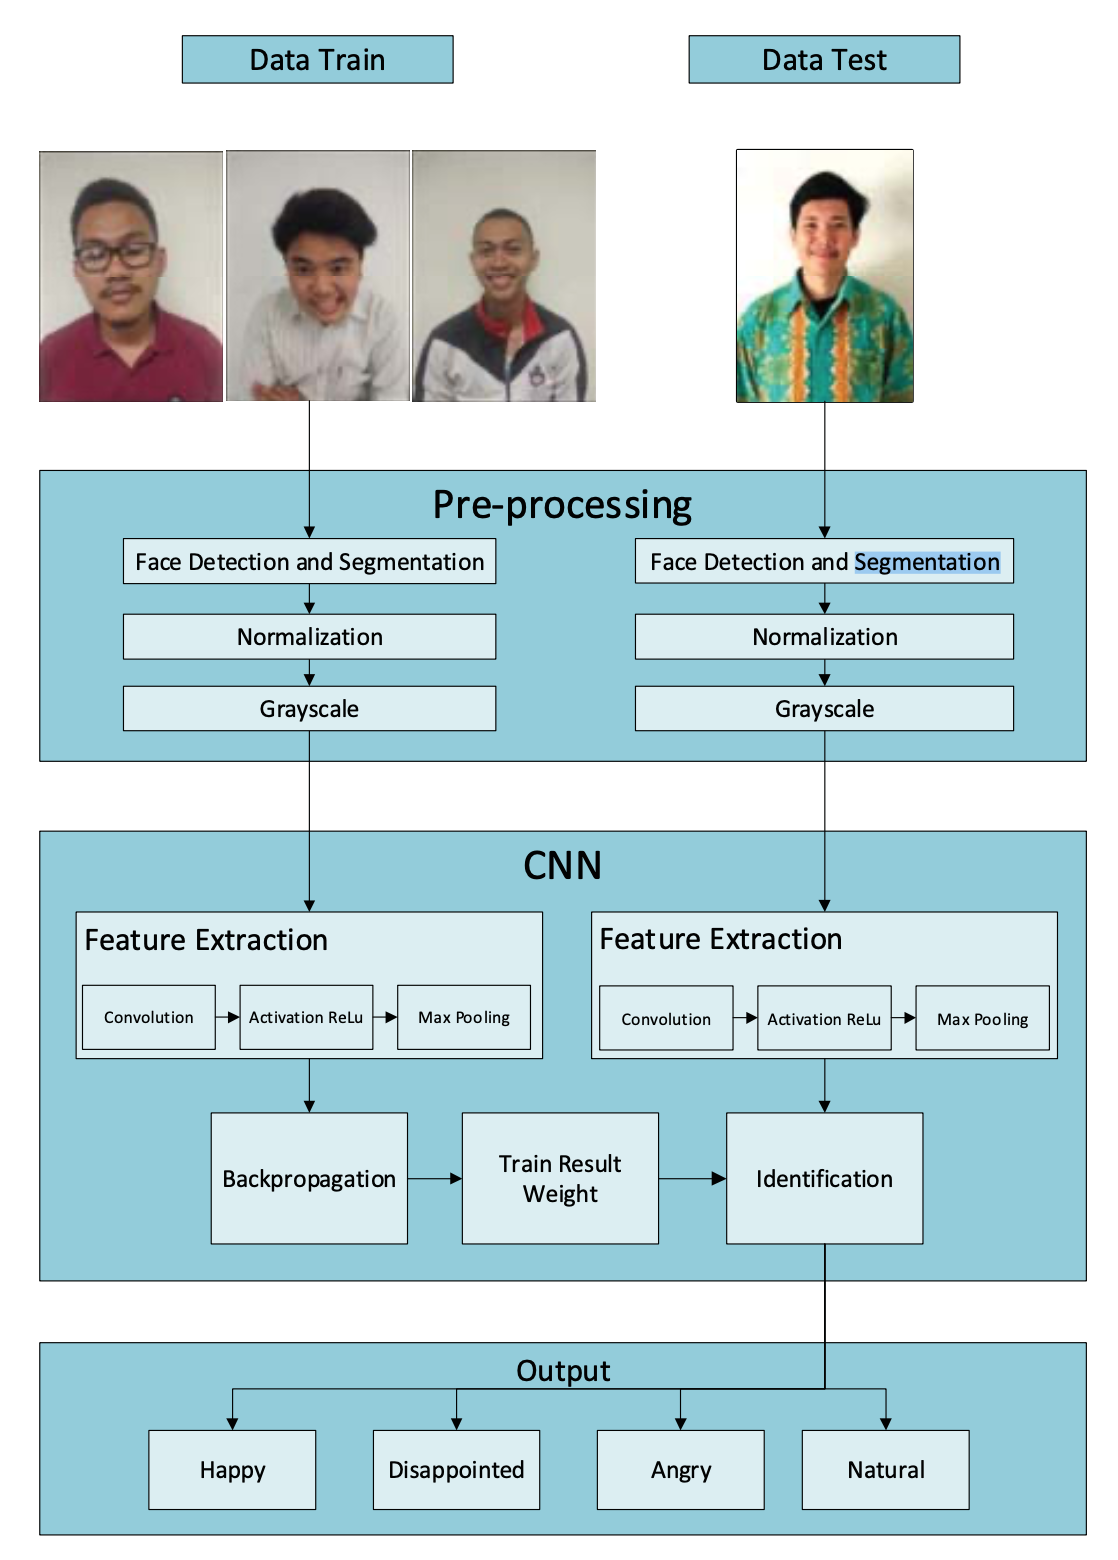 Data Train
Data Test
Pre-processing
Face Detection and Segmentation
Face Detection and Segmentation
Normalization
Normalization
Grayscale
Grayscale
CNN
Feature Extraction
Feature Extraction
Convolution
Activation ReLu
Max Pooling
Convolution
Activation ReLu
Max Pooling
Backpropagation
Train Result
Weight
Identification
Output
Happy
Disappointed
Angry
Natural